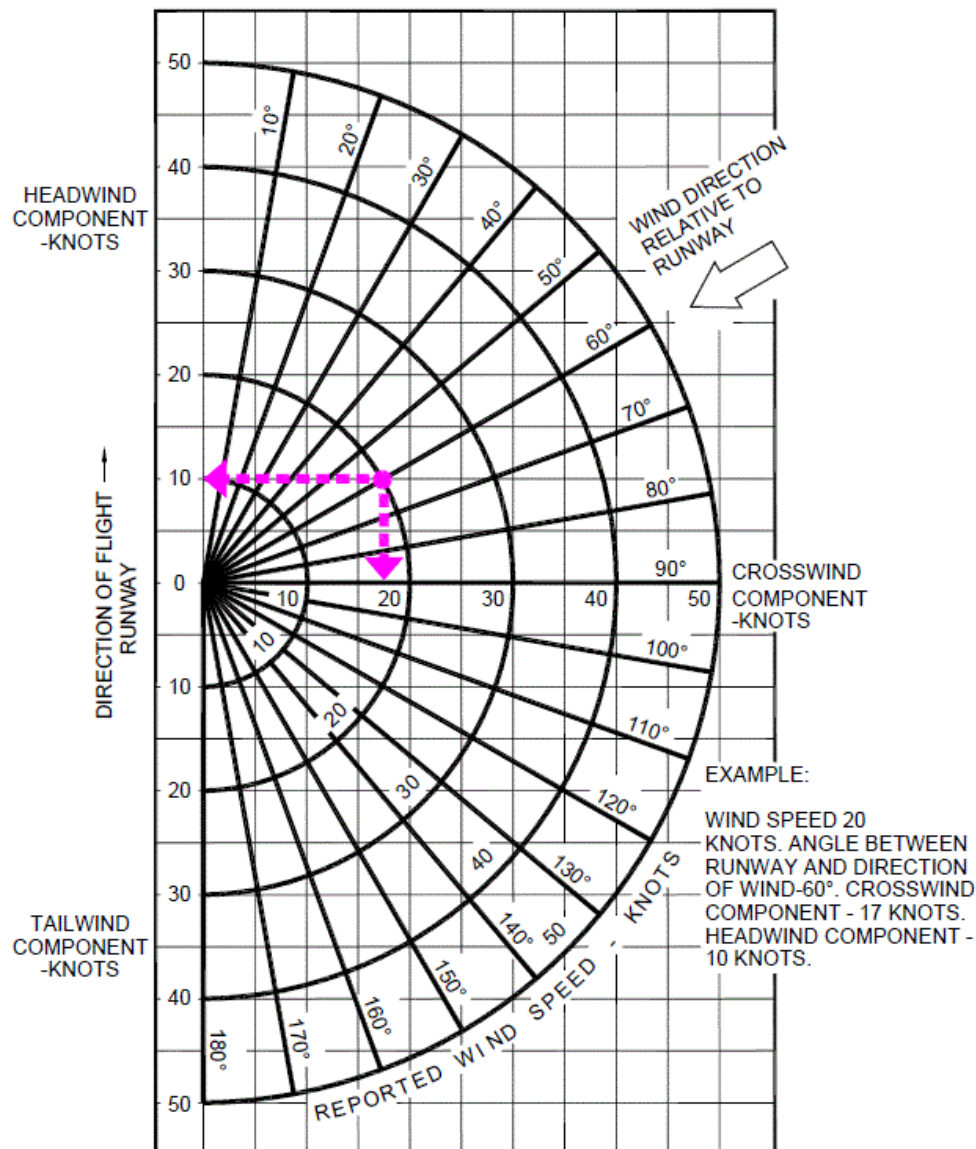 50
10°
20°
30°
40°
HEADWIND
COMPONENT
-KNOTS
40°
WIND DIRECTION
RELATIVE TO
RUNWAY
50°
30
60°
20
70°
DIRECTION OF FLIGHT
RUNWAY
10
80°
0
10
20
30
40
50
90°
CROSSWIND
COMPONENT
-KNOTS
100°
10
10
110°
20
20
120°
30
30
130°
40
140°
50
TAILWIND
COMPONENT
-KNOTS
150°
40
160°
170°
180°
50
REPORTED WIND SPEED - KNOTS
EXAMPLE:
WIND SPEED 20
KNOTS. ANGLE BETWEEN
RUNWAY AND DIRECTION
OF WIND-60°. CROSSWIND
COMPONENT - 17 KNOTS.
HEADWIND COMPONENT -
10 KNOTS.